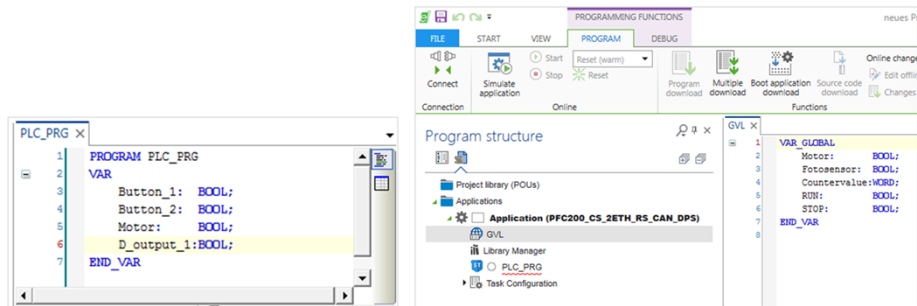 PLC_PRG
1 PROGRAM PLC_PRG
2 VAR
3 Button_1: BOOL;
4 Button_2: BOOL;
5 Motor: BOOL;
6 D_output_1:BOOL;
7 END_VAR
PROGRAMMING FUNCTIONS
neues P
FILE START VIEW PROGRAM DEBUG
Connect
Simulate application
Start
Stop
Reset (warm)
Reset
Program download
Multiple download
Boot application download
Source code download
Online change
Edit offli
Changes
Connection Online Functions
Program structure
Project library (POUs)
Applications
Application (PFC200_CS_2ETH_RS_CAN_DPS)
GVL
Library Manager
PLC_PRG
Task Configuration
GVL
1 VAR_GLOBAL
2 Motor: BOOL;
3 Fotosensor: BOOL;
4 Countervalue:WORD;
5 RUN: BOOL;
6 STOP: BOOL;
7 END_VAR
8